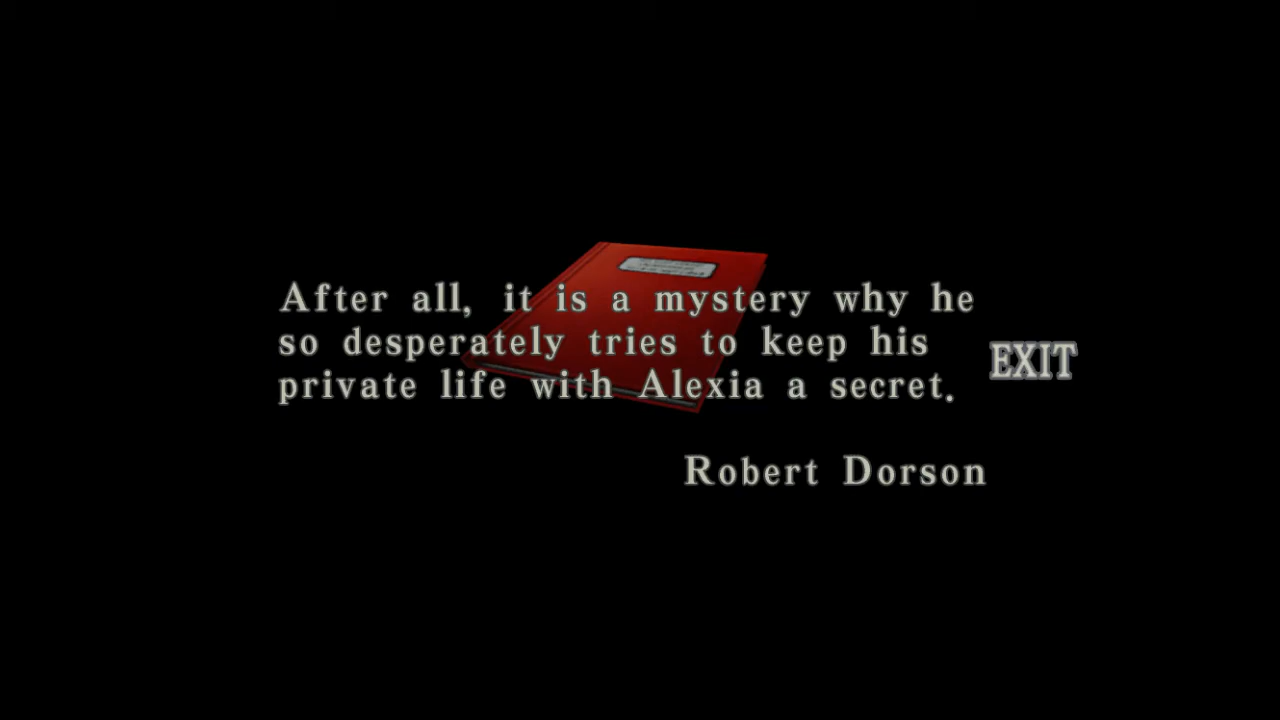 After all, it is a mystery why he
so desperately tries to keep his
private life with Alexia a secret.
EXIT
Robert Dorson